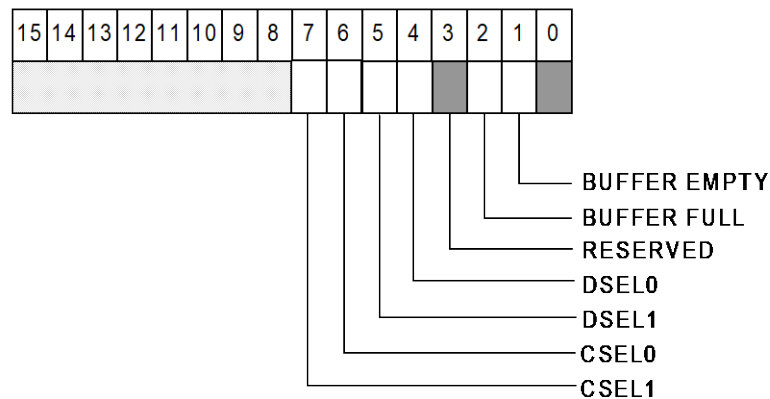 15 14 13 12 11 10 9 8 7 6 5 4 3 2 1 0
BUFFER EMPTY
BUFFER FULL
RESERVED
DSEL0
DSEL1
CSEL0
CSEL1